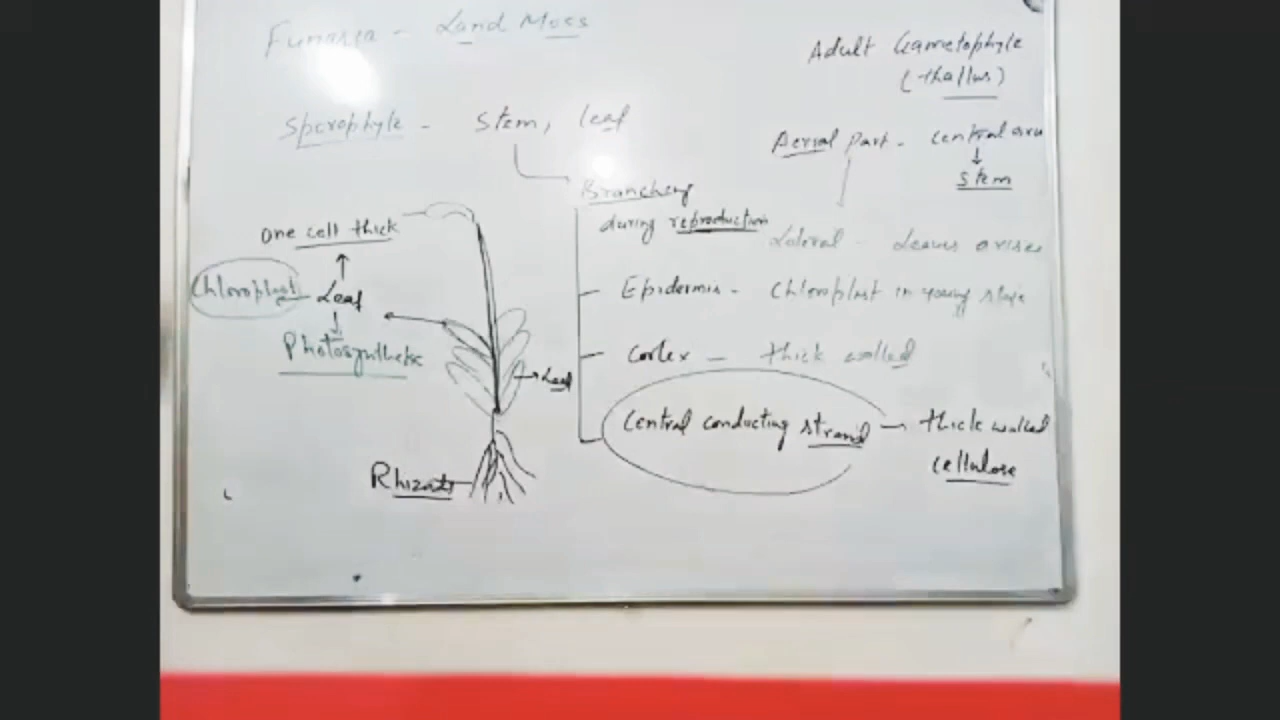 Funaria - Land Moss
Adult Gametophyte
(thallus)
Sporophyte - Stem, leaf
Aerial part - central axis
stem
Branching
during reproduction
Lateral - Leaves arises
One cell thick
Chloroplast - Leaf
Photosynthetic
Epidermis - Chloroplast in young stage
Cortex - thick walled
Leaf
Central conducting strand - thick walled
cellulose
Rhizoids